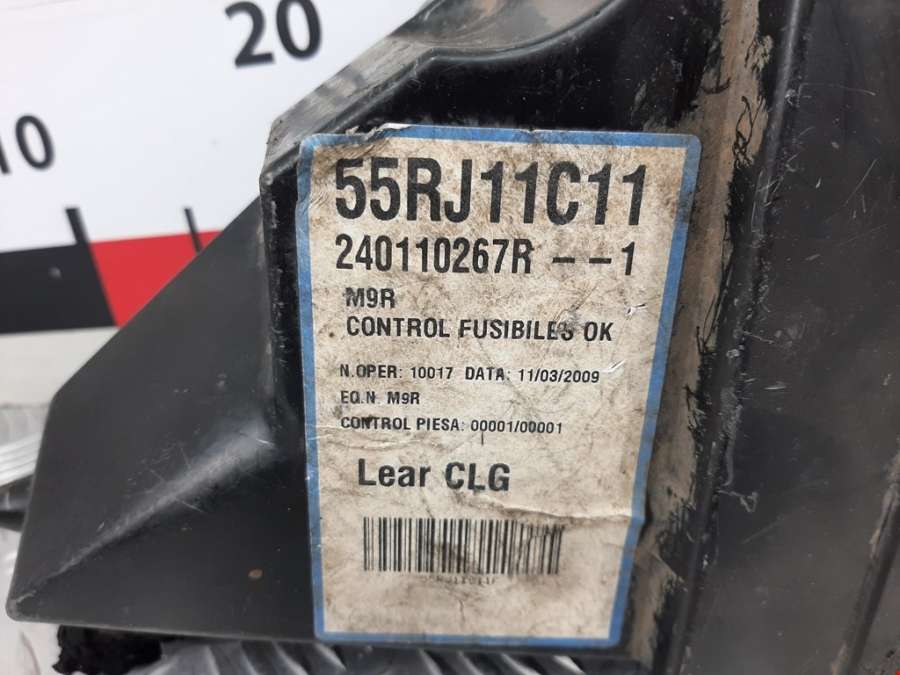 20
10
55RJ11C11
240110267R --1
M9R
CONTROL FUSIBILES OK
N.OPER: 10017 DATA: 11/03/2009
EQ.N. M9R
CONTROL PIESA: 00001/00001
Lear CLG